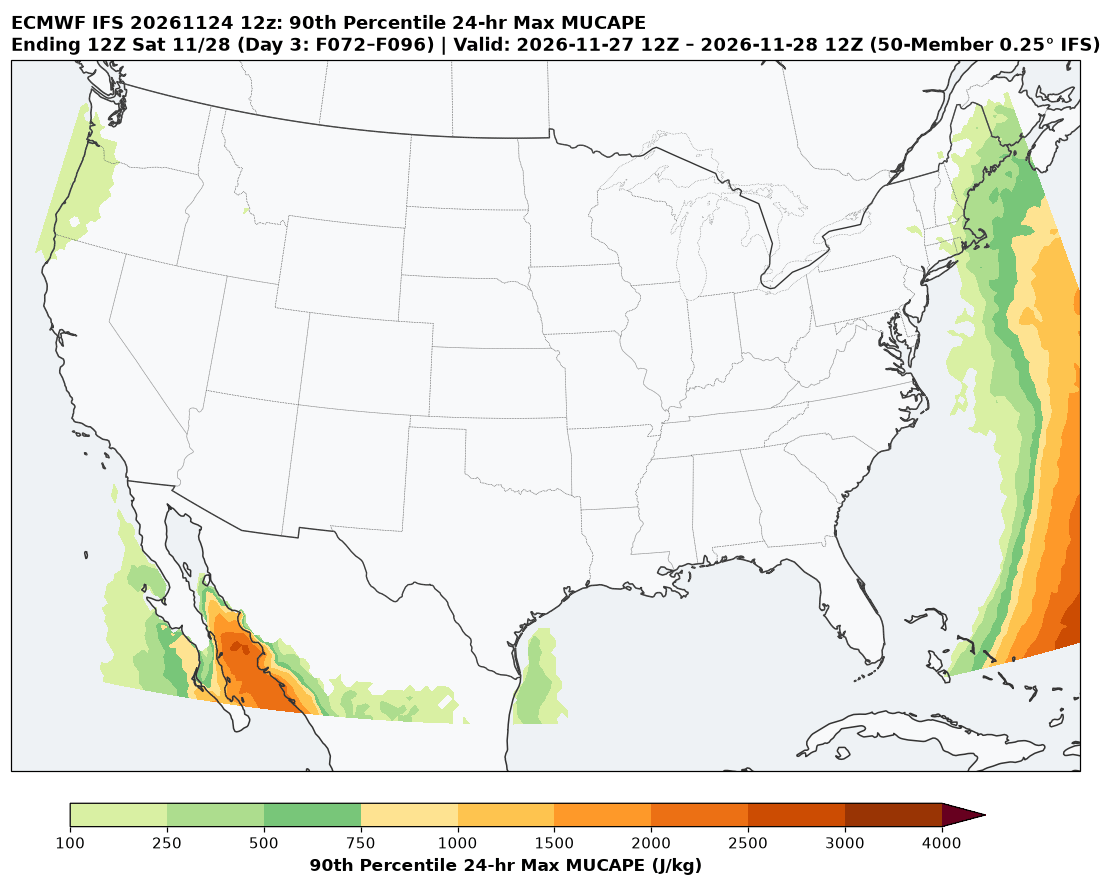 ECMWF IFS 20261124 12z: 90th Percentile 24-hr Max MUCAPE
Ending 12Z Sat 11/28 (Day 3: F072–F096) | Valid: 2026-11-27 12Z – 2026-11-28 12Z (50-Member 0.25° IFS)
100 250 500 750 1000 1500 2000 2500 3000 4000
90th Percentile 24-hr Max MUCAPE (J/kg)